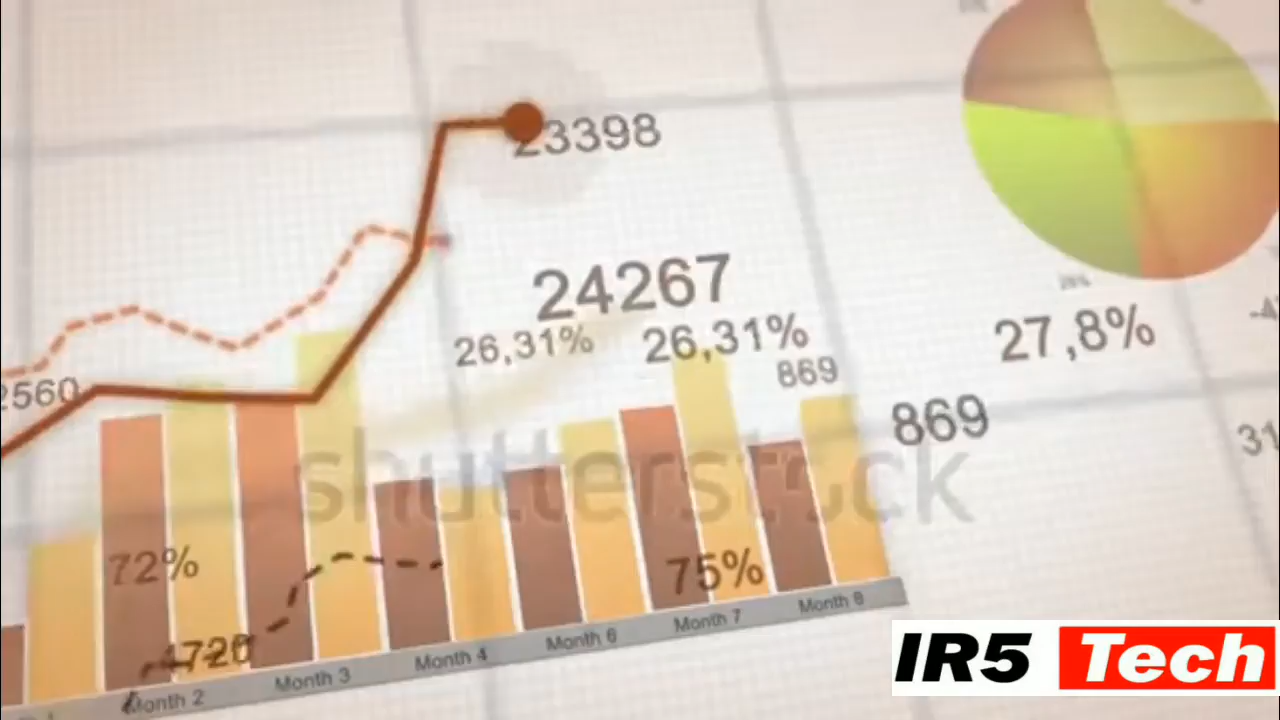 23398
24267
26,31%
26,31%
27,8%
869
869
2560
shutterstock
72%
75%
4720
Month 2
Month 3
Month 4
Month 6
Month 7
Month 8
IR5 Tech